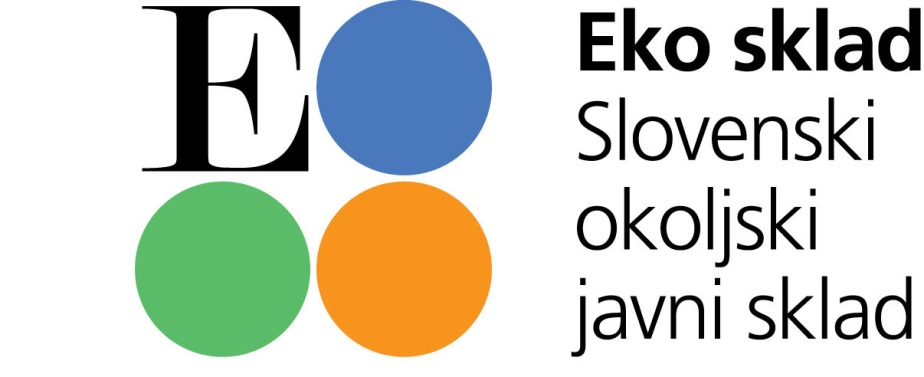 E
Eko sklad
Slovenski
okoljski
javni sklad